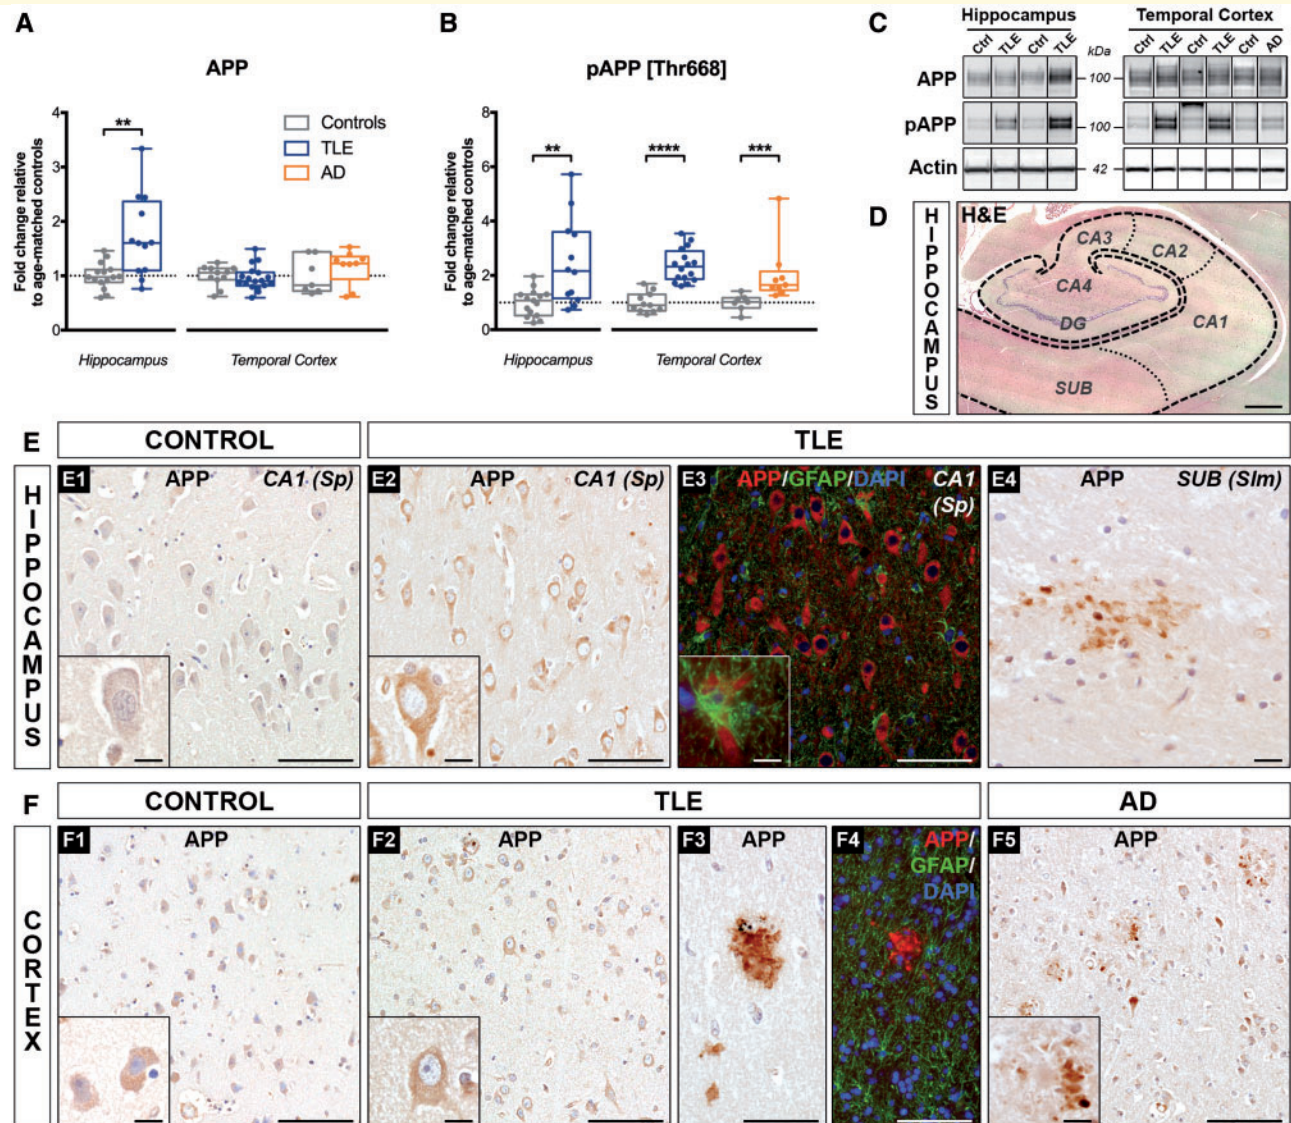 A
APP
Fold change relative
to age-matched controls
4
3
2
1
0
**
Controls
TLE
AD
Hippocampus
Temporal Cortex
B
pAPP [Thr668]
Fold change relative
to age-matched controls
8
6
4
2
0
**
****
***
Hippocampus
Temporal Cortex
C
Hippocampus
Temporal Cortex
Ctrl TLE Ctrl TLE kDa Ctrl TLE Ctrl TLE Ctrl AD
APP 100
pAPP 100
Actin 42
D
HIPPOCAMPUS
H&E
CA3
CA2
CA4
CA1
DG
SUB
E
CONTROL
TLE
HIPPOCAMPUS
E1 APP CA1 (Sp)
E2 APP CA1 (Sp)
E3 APP/GFAP/DAPI CA1
(Sp)
E4 APP SUB (Slm)
F
CONTROL
TLE
AD
CORTEX
F1 APP
F2 APP
F3 APP
F4 APP/
GFAP/
DAPI
F5 APP